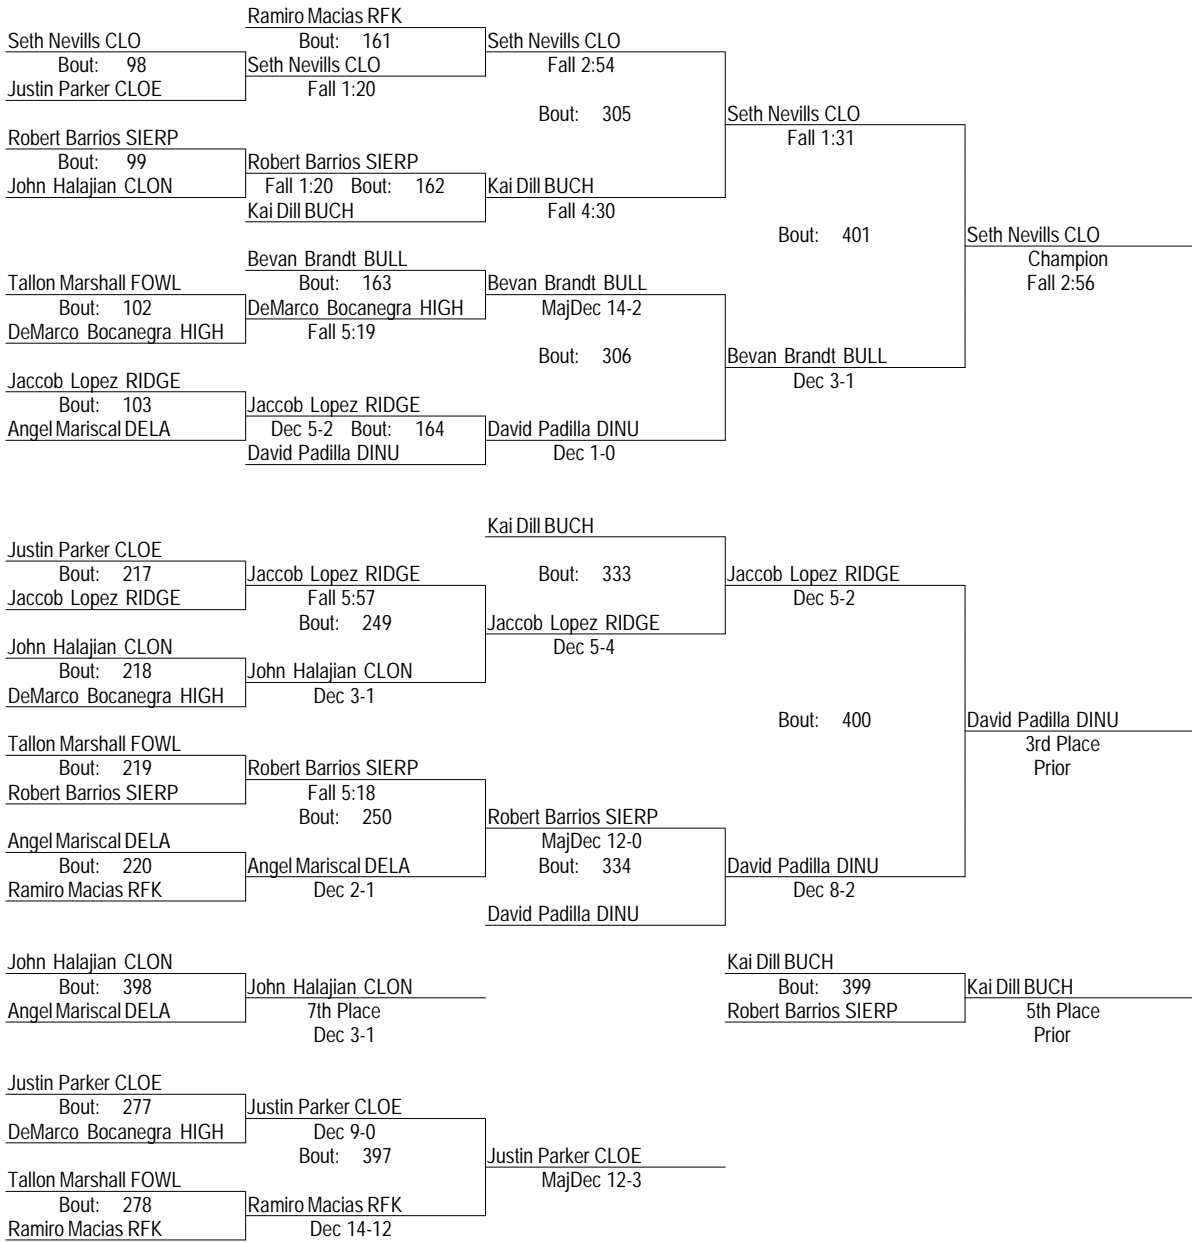 Ramiro Macias RFK
Seth Nevills CLO Bout: 161 Seth Nevills CLO
Bout: 98 Seth Nevills CLO Fall 2:54
Justin Parker CLOE Fall 1:20
Bout: 305 Seth Nevills CLO
Robert Barrios SIERP Fall 1:31
Bout: 99 Robert Barrios SIERP
John Halajian CLON Fall 1:20 Bout: 162 Kai Dill BUCH
Kai Dill BUCH Fall 4:30
Bout: 401 Seth Nevills CLO
Bevan Brandt BULL Champion
Tallon Marshall FOWL Bout: 163 Bevan Brandt BULL Fall 2:56
Bout: 102 DeMarco Bocanegra HIGH MajDec 14-2
DeMarco Bocanegra HIGH Fall 5:19
Bout: 306 Bevan Brandt BULL
Jaccob Lopez RIDGE Dec 3-1
Bout: 103 Jaccob Lopez RIDGE
Angel Mariscal DELA Dec 5-2 Bout: 164 David Padilla DINU
David Padilla DINU Dec 1-0
Kai Dill BUCH
Justin Parker CLOE
Bout: 217 Jaccob Lopez RIDGE Bout: 333 Jaccob Lopez RIDGE
Jaccob Lopez RIDGE Fall 5:57 Dec 5-2
Bout: 249 Jaccob Lopez RIDGE
John Halajian CLON Dec 5-4
Bout: 218 John Halajian CLON
DeMarco Bocanegra HIGH Dec 3-1
Bout: 400 David Padilla DINU
Tallon Marshall FOWL 3rd Place
Bout: 219 Robert Barrios SIERP Prior
Robert Barrios SIERP Fall 5:18
Bout: 250 Robert Barrios SIERP
Angel Mariscal DELA MajDec 12-0
Bout: 220 Angel Mariscal DELA Bout: 334 David Padilla DINU
Ramiro Macias RFK Dec 2-1 Dec 8-2
David Padilla DINU
John Halajian CLON Kai Dill BUCH
Bout: 398 John Halajian CLON Bout: 399 Kai Dill BUCH
Angel Mariscal DELA 7th Place Robert Barrios SIERP 5th Place
Dec 3-1 Prior
Justin Parker CLOE
Bout: 277 Justin Parker CLOE
DeMarco Bocanegra HIGH Dec 9-0
Bout: 397 Justin Parker CLOE
Tallon Marshall FOWL MajDec 12-3
Bout: 278 Ramiro Macias RFK
Ramiro Macias RFK Dec 14-12